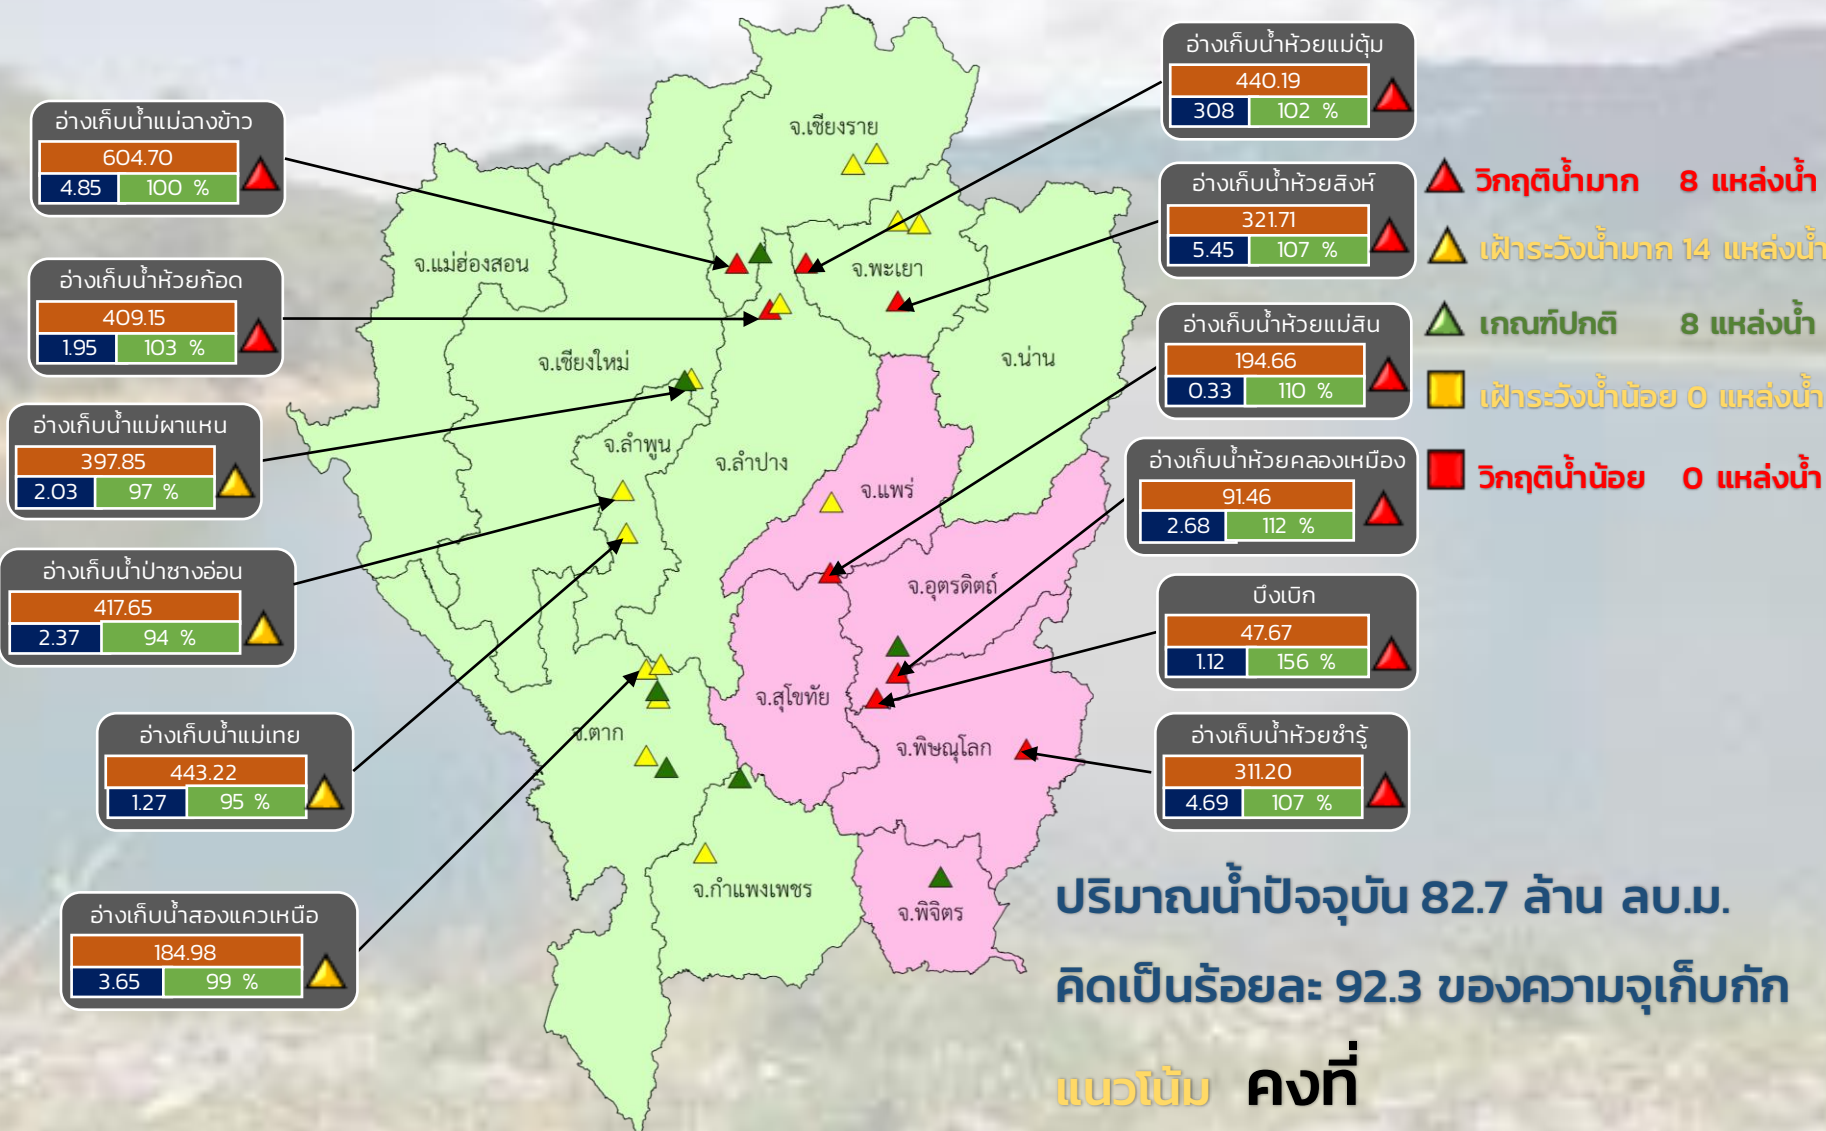 อ่างเก็บน้ำแม่ฉางข้าว
604.70
4.85 100 %
อ่างเก็บน้ำห้วยก้อด
409.15
1.95 103 %
อ่างเก็บน้ำแม่ผาแหน
397.85
2.03 97 %
อ่างเก็บน้ำป่าซางอ่อน
417.65
2.37 94 %
อ่างเก็บน้ำแม่เทย
443.22
1.27 95 %
อ่างเก็บน้ำสองแควเหนือ
184.98
3.65 99 %
จ.เชียงราย
จ.แม่ฮ่องสอน
จ.พะเยา
จ.เชียงใหม่
จ.น่าน
จ.ลำพูน
จ.ลำปาง
จ.แพร่
จ.อุตรดิตถ์
จ.สุโขทัย
จ.ตาก
จ.พิษณุโลก
จ.กำแพงเพชร
จ.พิจิตร
อ่างเก็บน้ำห้วยแม่ตุ้ม
440.19
308 102 %
อ่างเก็บน้ำห้วยสิงห์
321.71
5.45 107 %
อ่างเก็บน้ำห้วยแม่สิน
194.66
0.33 110 %
อ่างเก็บน้ำห้วยคลองเหมือง
91.46
2.68 112 %
บึงเบิก
47.67
1.12 156 %
อ่างเก็บน้ำห้วยซำรู้
311.20
4.69 107 %
วิกฤติน้ำมาก 8 แหล่งน้ำ
เฝ้าระวังน้ำมาก 14 แหล่งน้ำ
เกณฑ์ปกติ 8 แหล่งน้ำ
เฝ้าระวังน้ำน้อย 0 แหล่งน้ำ
วิกฤติน้ำน้อย 0 แหล่งน้ำ
ปริมาณน้ำปัจจุบัน 82.7 ล้าน ลบ.ม.
คิดเป็นร้อยละ 92.3 ของความจุเก็บกัก
แนวโน้ม คงที่